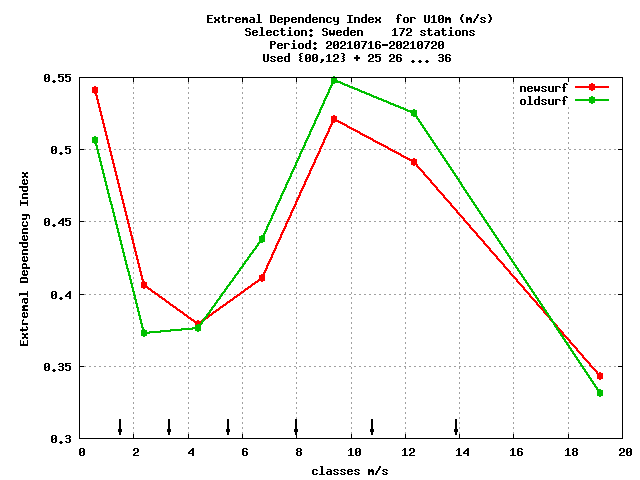 Extremal Dependency Index  for U10m (m/s)
Selection: Sweden    172 stations
Period: 20210716-20210720
Used {00,12} + 25 26 ... 36
newsurf
oldsurf
0.55
0.5
0.45
0.4
0.35
0.3
Extremal Dependency Index
0 2 4 6 8 10 12 14 16 18 20
classes m/s